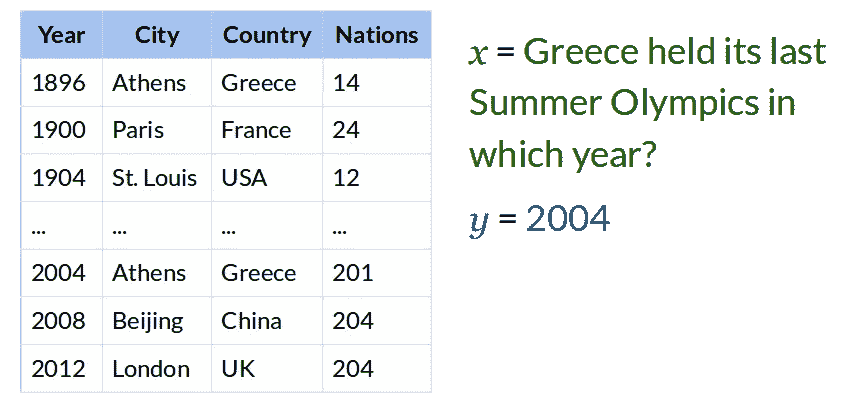 Year City Country Nations
1896 Athens Greece 14
1900 Paris France 24
1904 St. Louis USA 12
... ... ... ...
2004 Athens Greece 201
2008 Beijing China 204
2012 London UK 204
x = Greece held its last
Summer Olympics in
which year?
y = 2004